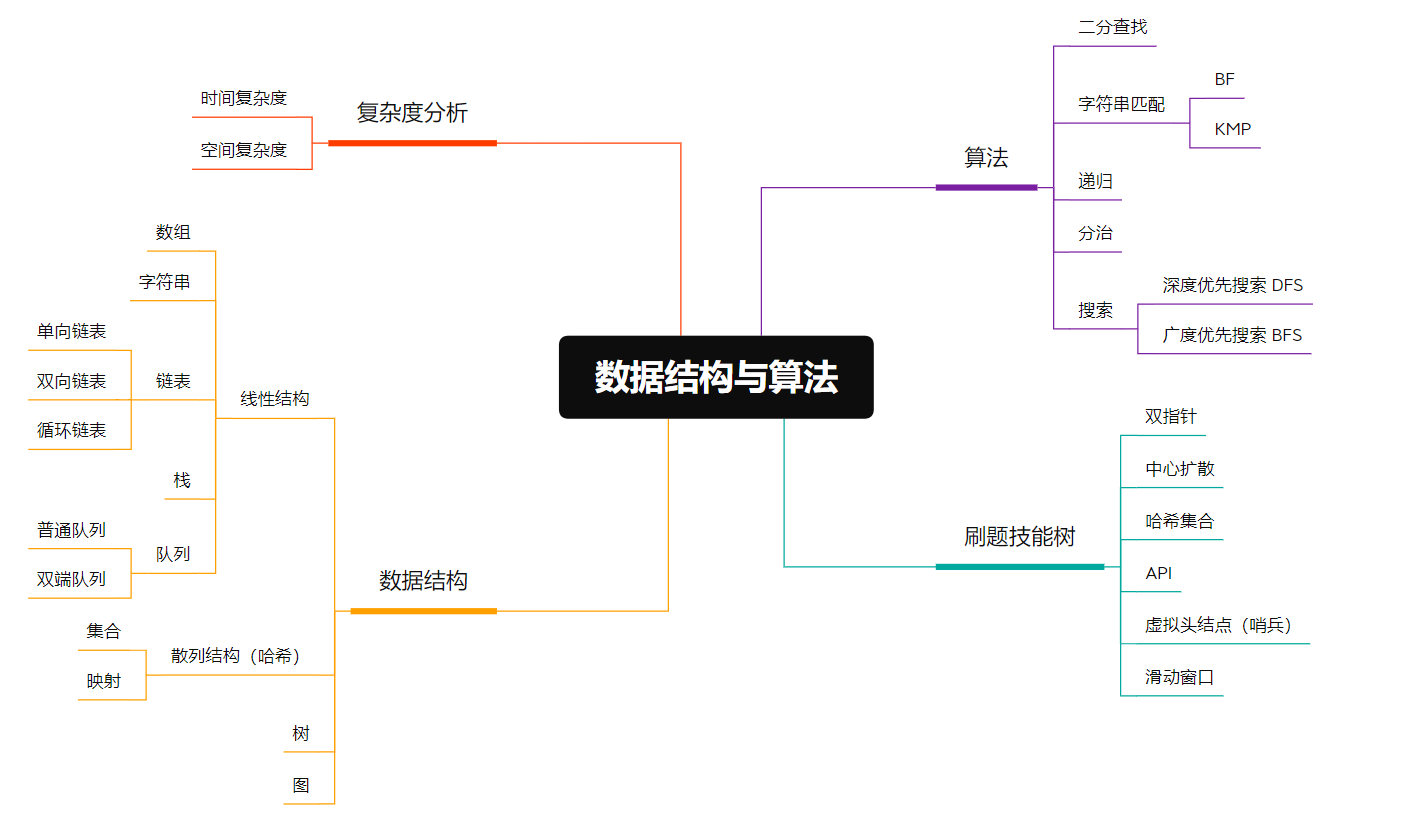 数据结构与算法
复杂度分析
时间复杂度
空间复杂度
数据结构
线性结构
数组
字符串
链表
单向链表
双向链表
循环链表
栈
队列
普通队列
双端队列
散列结构（哈希）
集合
映射
树
图
算法
二分查找
字符串匹配
BF
KMP
递归
分治
搜索
深度优先搜索 DFS
广度优先搜索 BFS
刷题技能树
双指针
中心扩散
哈希集合
API
虚拟头结点（哨兵）
滑动窗口